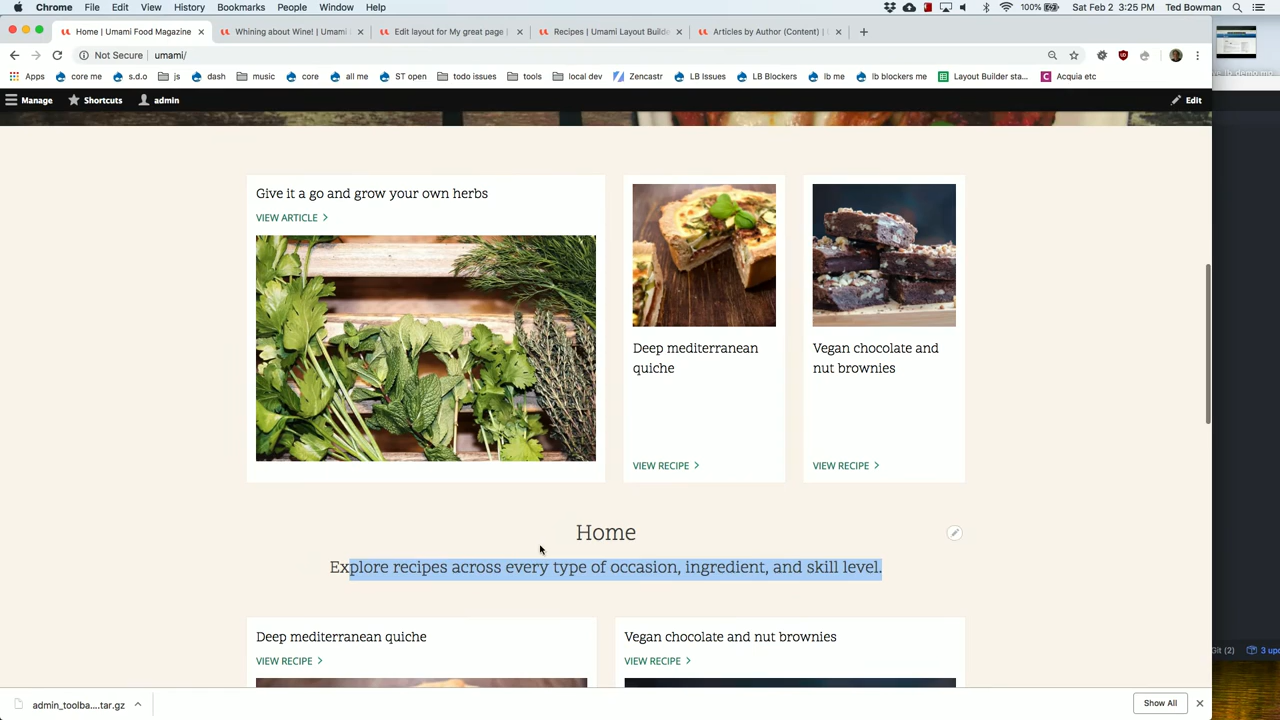 Chrome File Edit View History Bookmarks People Window Help
100% Sat Feb 2 3:25 PM Ted Bowman
Home | Umami Food Magazine
Whining about Wine! | Umami
Edit layout for My great page
Recipes | Umami Layout Builde
Articles by Author (Content) |
Not Secure umami/
Apps core me s.d.o js dash music core all me ST open todo issues tools local dev Zencastr LB Issues LB Blockers lb me lb blockers me Layout Builder sta... Acquia etc
Manage Shortcuts admin Edit
Give it a go and grow your own herbs
VIEW ARTICLE
Deep mediterranean
quiche
VIEW RECIPE
Vegan chocolate and
nut brownies
VIEW RECIPE
Home
Explore recipes across every type of occasion, ingredient, and skill level.
Deep mediterranean quiche
VIEW RECIPE
Vegan chocolate and nut brownies
VIEW RECIPE
Git (2) 3 up
admin_toolba....tar.gz
Show All